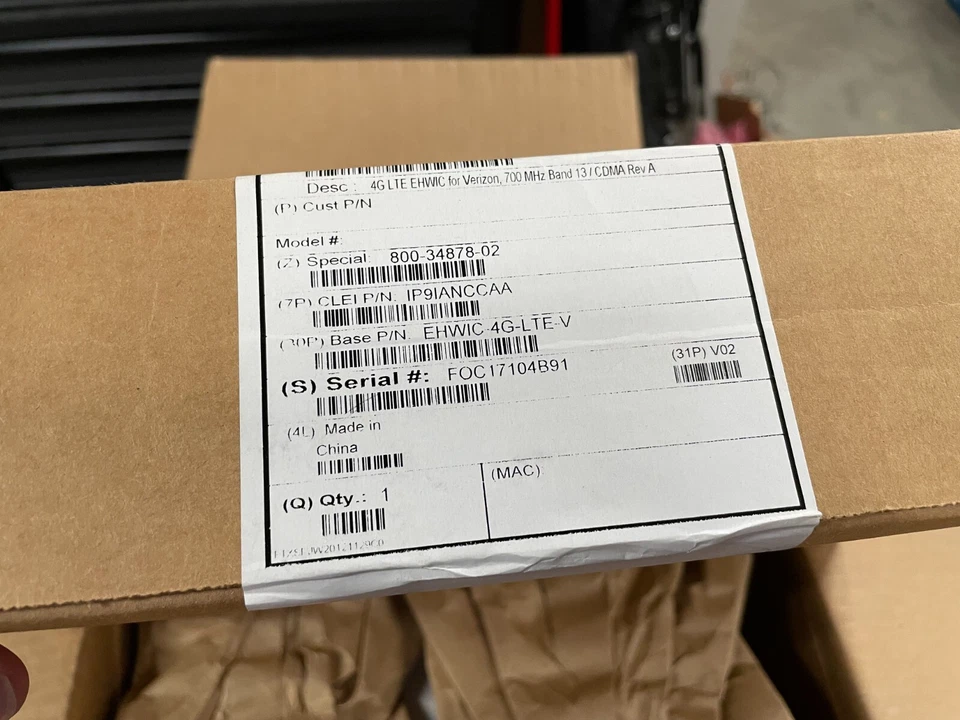 Desc : 4G LTE EHWIC for Verizon, 700 MHz Band 13 / CDMA Rev A
(P) Cust P/N
Model #:
(Z) Special: 800-34878-02
(7P) CLEI P/N: IP9IANCCAA
(30P) Base P/N. EHWIC-4G-LTE-V
(S) Serial #: FOC17104B91
(31P) V02
(4L) Made in
China
(Q) Qty.: 1
(MAC)